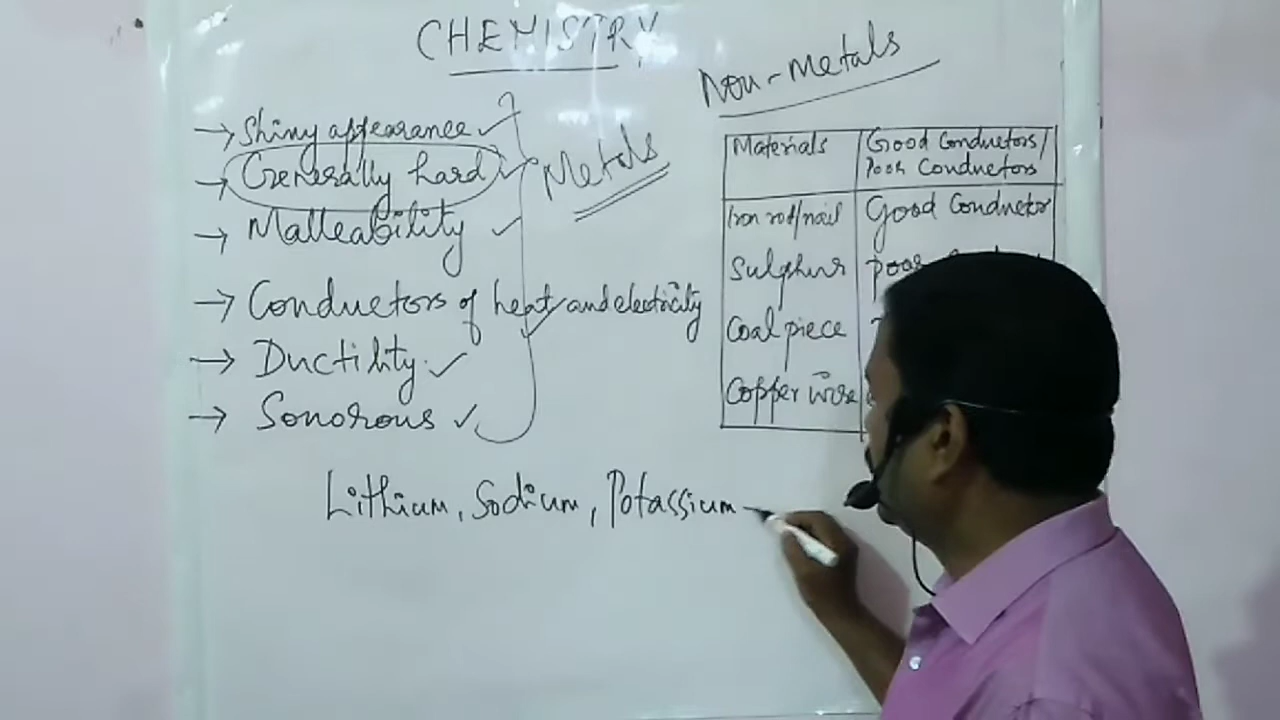 CHEMISTRY
→ Shiny appearance ✓
→ Generally hard ✓
→ Malleability ✓
→ Conductors of heat and electricity ✓
→ Ductility. ✓
→ Sonorous ✓
Metals
Non-Metals
Materials
Good Conductors/
Poor Conductors
Iron rod/nail
Good Conductor
Sulphur
poor
Coal piece
Copper wire
Lithium, Sodium, Potassium -